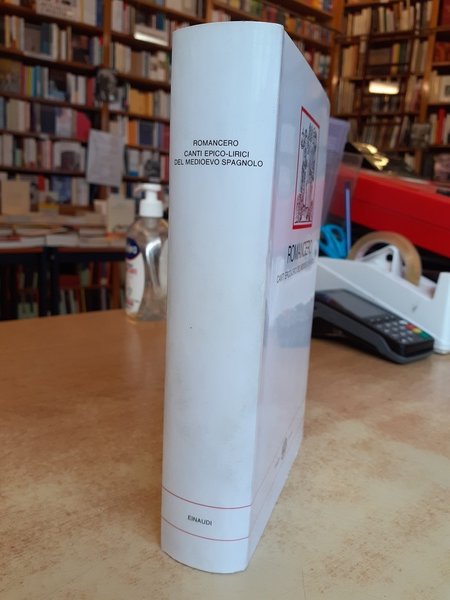 ROMANCERO
CANTI EPICO-LIRICI
DEL MEDIOEVO SPAGNOLO
EINAUDI
ROMANCERO